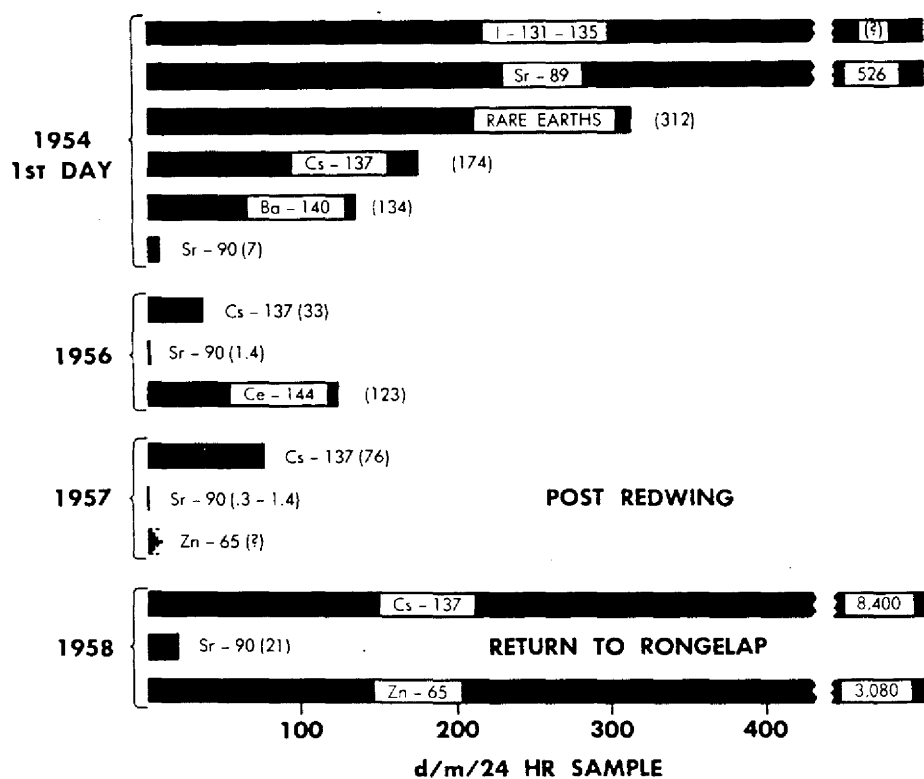 I - 131 - 135 (?)
Sr - 89 526
RARE EARTHS (312)
1954
1ST DAY
Cs - 137 (174)
Ba - 140 (134)
Sr - 90 (7)
Cs - 137 (33)
1956
Sr - 90 (1.4)
Ce - 144 (123)
Cs - 137 (76)
1957
Sr - 90 (.3 - 1.4)
POST REDWING
Zn - 65 (?)
Cs - 137 8,400
1958
Sr - 90 (21)
RETURN TO RONGELAP
Zn - 65 3,080
100 200 300 400
d/m/24 HR SAMPLE